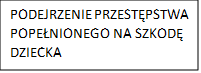 PODEJRZENIE PRZESTĘPSTWA
POPEŁNIONEGO NA SZKODĘ
DZIECKA